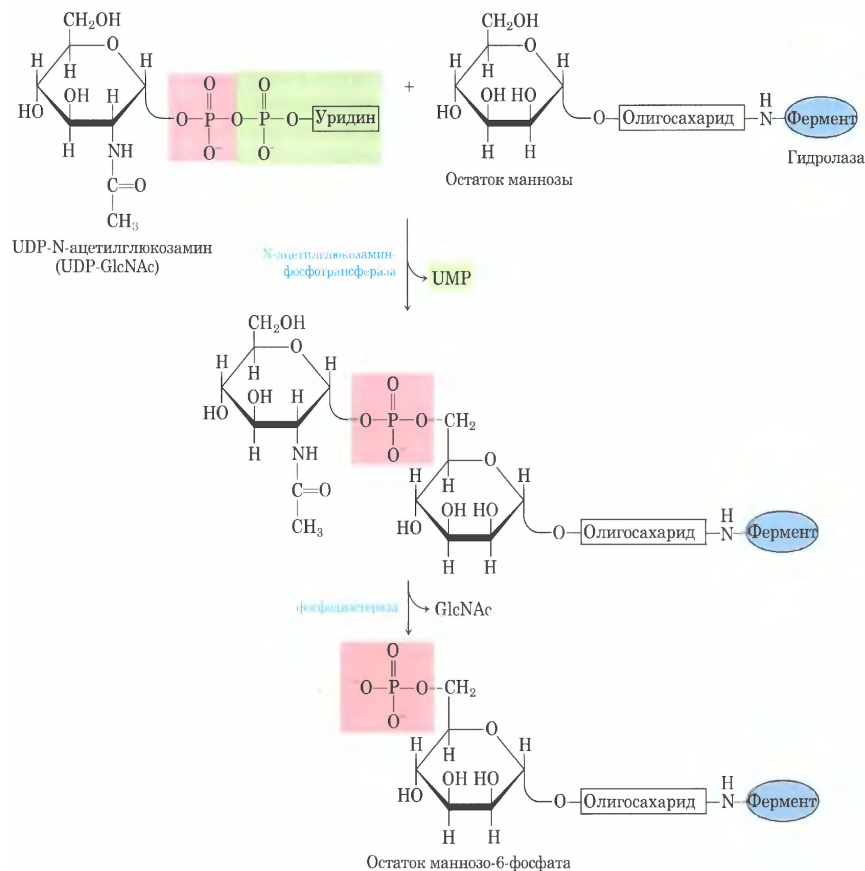 CH₂OH
O
H
H
H
OH
H
HO
H
NH
C=O
CH₃
O
O
O–P–O–P–O–Уридин
O⁻
O⁻
UDP-N-ацетилглюкозамин
(UDP-GlcNAc)
+
CH₂OH
O
H
H
H
OH HO
HO
H
H
O–Олигосахарид
H
N
Фермент
Гидролаза
Остаток маннозы
N-ацетилглюкозамин-
фосфотрансфераза
UMP
CH₂OH
O
H
H
H
OH
H
HO
H
NH
C=O
CH₃
O
O–P–O–CH₂
O⁻
O
H
H
H
OH HO
HO
H
H
O–Олигосахарид
H
N
Фермент
фосфодиэстераза
GlcNAc
O
⁻O–P–O–CH₂
O⁻
O
H
H
H
OH HO
HO
H
H
O–Олигосахарид
H
N
Фермент
Остаток маннозо-6-фосфата